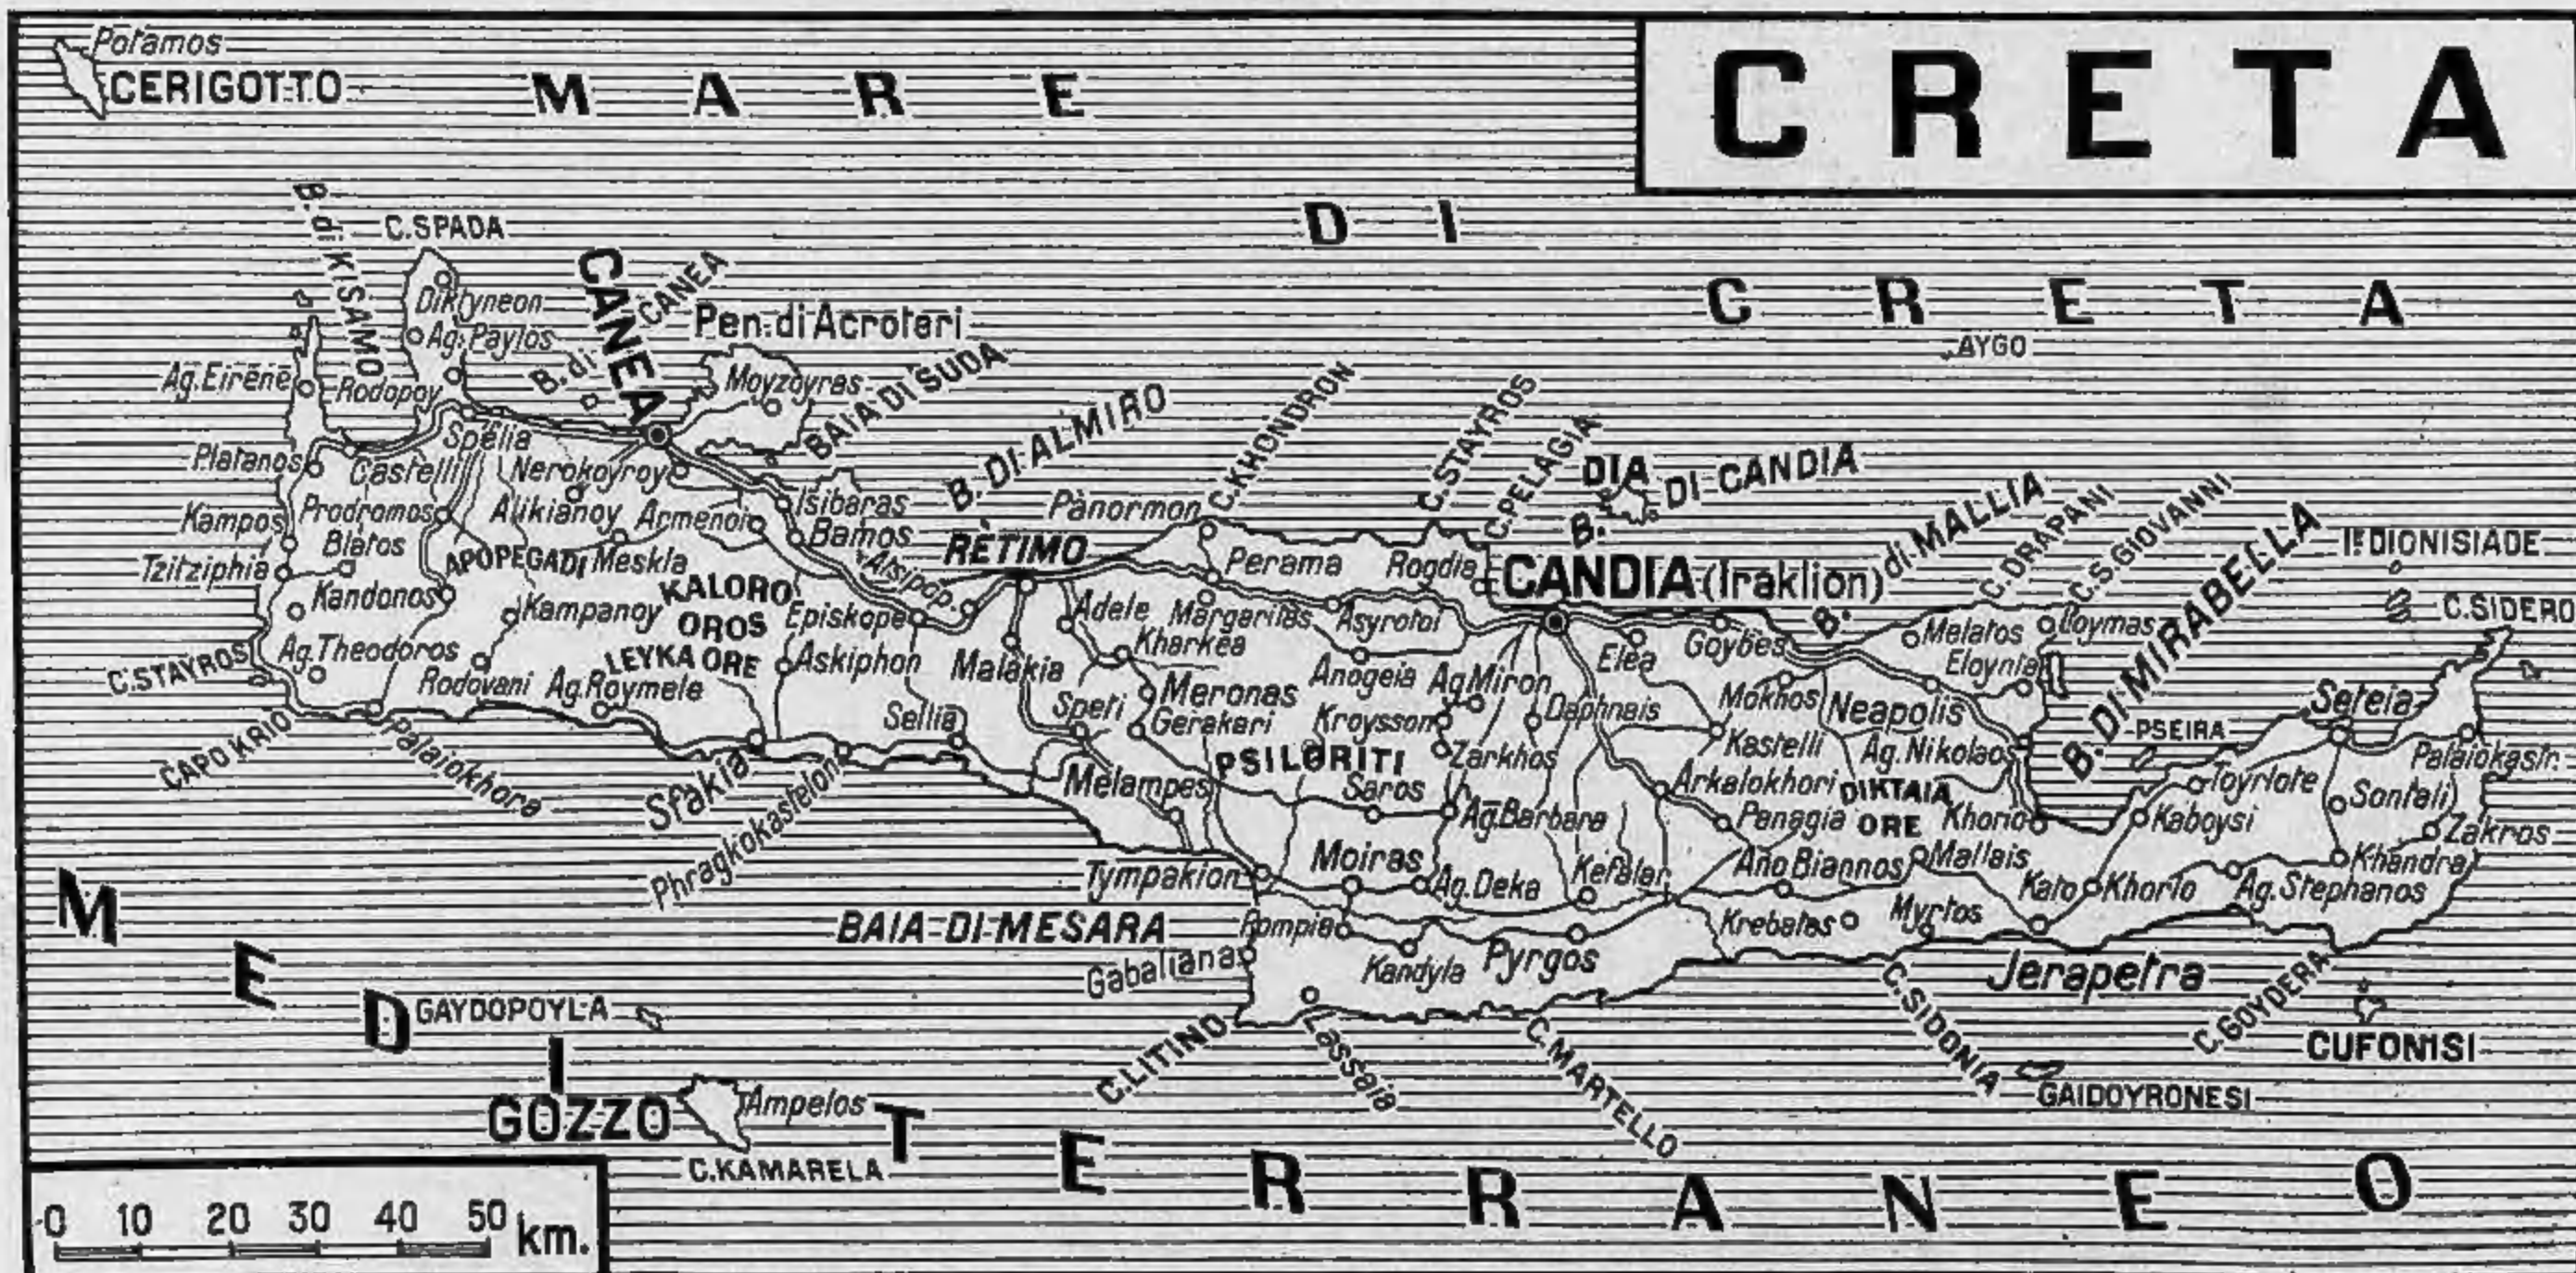 CRETA
Potamos
CERIGOTTO
MARE
DI
CRETA
B. di KISAMO
C.SPADA
Diktyneon
Ag. Paylos
CANEA
B. di CANEA
Pen. di Acroteri
Moyzoyras
BAIA DI SUDA
AYGO
Ag. Eirēnē
Rodopoy
Spēlia
B. DI ALMIRO
C. KHONDRON
C. STAYROS
C. PELAGIA
DIA
B. DI CANDIA
Platanos
Castelli
Nerokoyroy
Isibaras
Pànormon
B. di MALLIA
C. DRAPANI
C. S. GIOVANNI
B. DI MIRABELLA
Is DIONISIADE
Kampos
Prodromos
Alikianoy
Armenoi
Bamos
Blatos
APOPEGADI
Meskla
Alsipop.
RÉTIMO
Perama
Rogdia
CANDIA (Iraklion)
Tzitziphia
Kandanos
Kampanoy
KALORO
OROS
Episkope
Adele
Margarilas
Asyrotoi
Malatos
Loymas
C. SIDERO
Ag. Theodoros
LEYKA ORE
Askiphon
Malakia
Kharkea
Anogeia
Elea
Goybes
Eloynta
C. STAYROS
Rodovani
Ag. Roymele
Speti
Meronas
Gerakari
Ag Miron
Kroysson
Daphnais
Mokhos
Neapolis
Seteia
PSEIRA
CAPO KRIO
Palaiokhora
Sellia
PSILORITI
Zarkhos
Kastelli
Ag. Nikolaos
Palaiokastr.
Sfakia
Phragkokastelon
Melampes
Saros
Arkalokhori
DIKTAIA
ORE
Toyrlote
Sontali
Ag. Barbara
Panagia
Khorio
Kaboysi
Zakros
Tympakion
Moiras
Ag. Deka
Kefalar
Ano Biannos
Mallais
Kato Khorio
Ag. Stephanos
Khandra
BAIA DI MESARA
Pompia
Kandyla
Pyrgos
Krebatas
Myrtos
Jerapetra
Gabaliana
Lassaia
C. LITINO
C. MARTELLO
C. SIDONIA
GAIDOYRONESI
C. GOYDERA
CUFONISI
GAYDOPOYLA
GOZZO
Ampelos
C. KAMARELA
MEDITERRANEO
0 10 20 30 40 50 km.